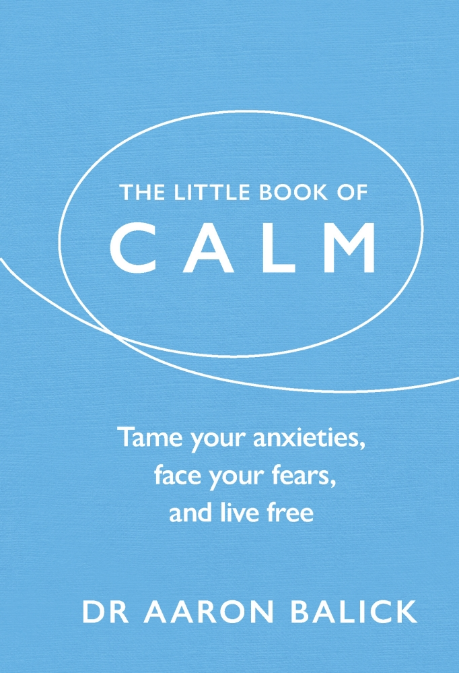 THE LITTLE BOOK OF
CALM
Tame your anxieties,
face your fears,
and live free
DR AARON BALICK